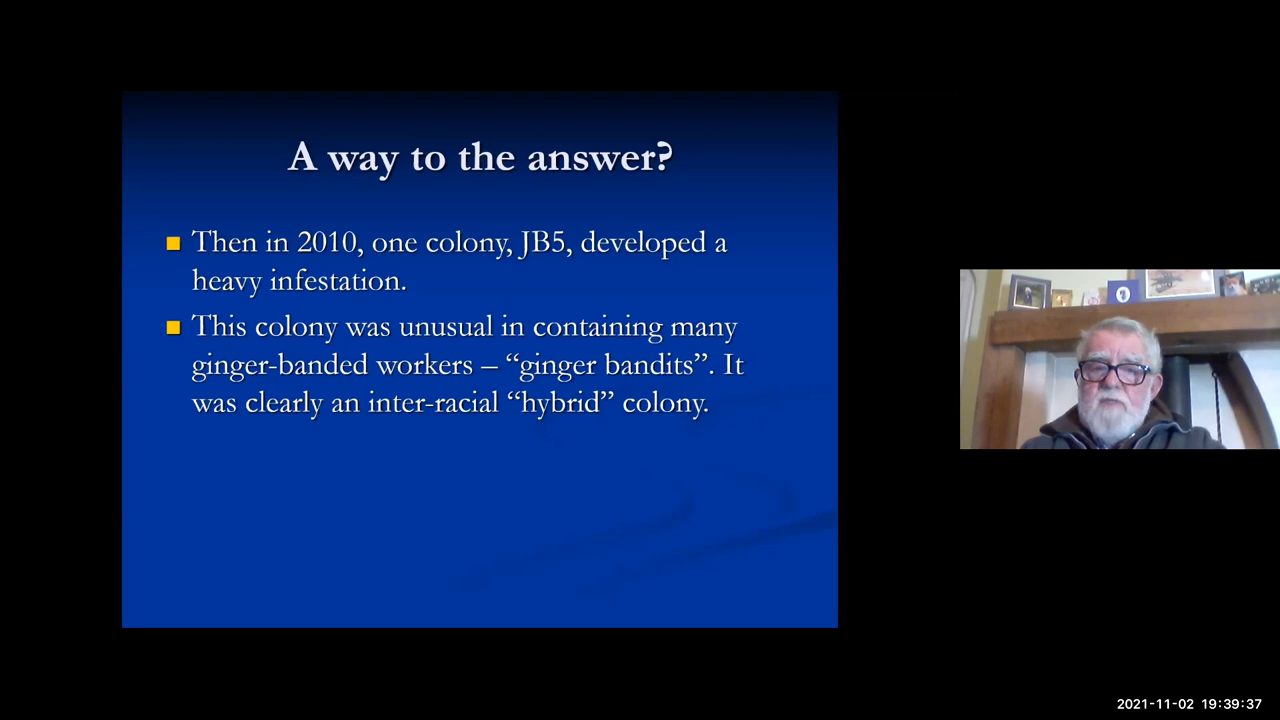 A way to the answer?
Then in 2010, one colony, JB5, developed a
heavy infestation.
This colony was unusual in containing many
ginger-banded workers – “ginger bandits”. It
was clearly an inter-racial “hybrid” colony.
2021-11-02 19:39:37